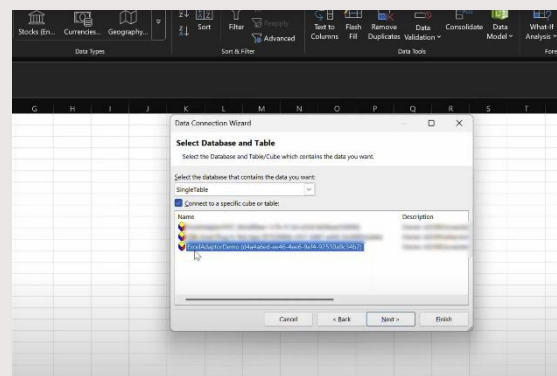 Stocks (En... Currencies... Geography...
Sort Filter Reapply Advanced
Text to Columns Flash Fill Remove Duplicates Data Validation Consolidate Data Model What-If Analysis
Data Types Sort & Filter Data Tools Fore
G H I J K L M N O P Q R S T
Data Connection Wizard
Select Database and Table
Select the Database and Table/Cube which contains the data you want.
Select the database that contains the data you want:
SingleTable
Connect to a specific cube or table:
Name Description
Cancel < Back Next > Finish